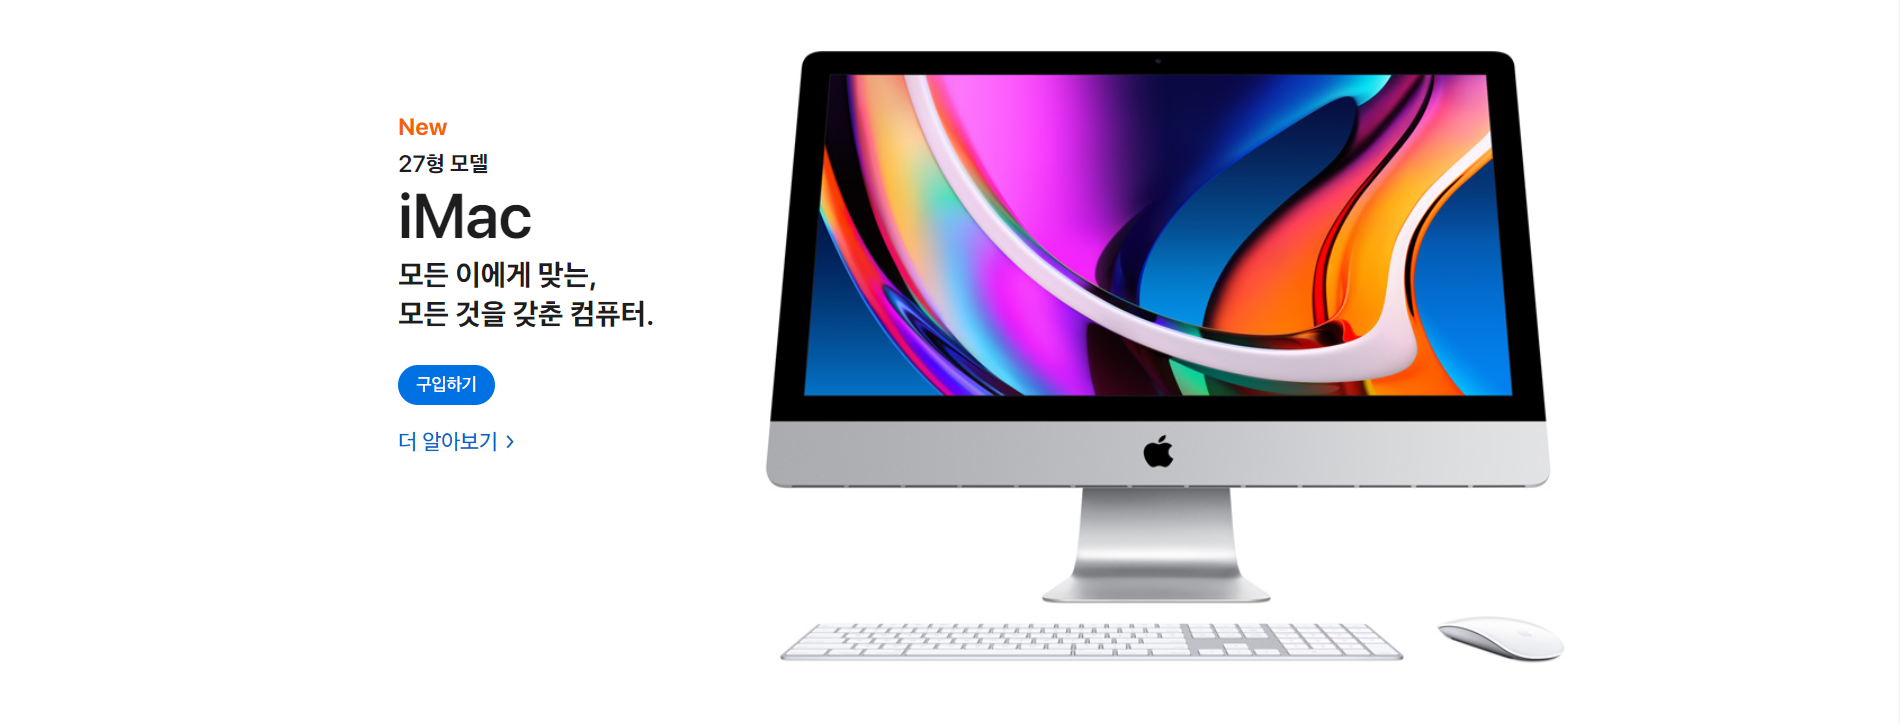 New
27형 모델
iMac
모든 이에게 맞는,
모든 것을 갖춘 컴퓨터.
구입하기
더 알아보기 >